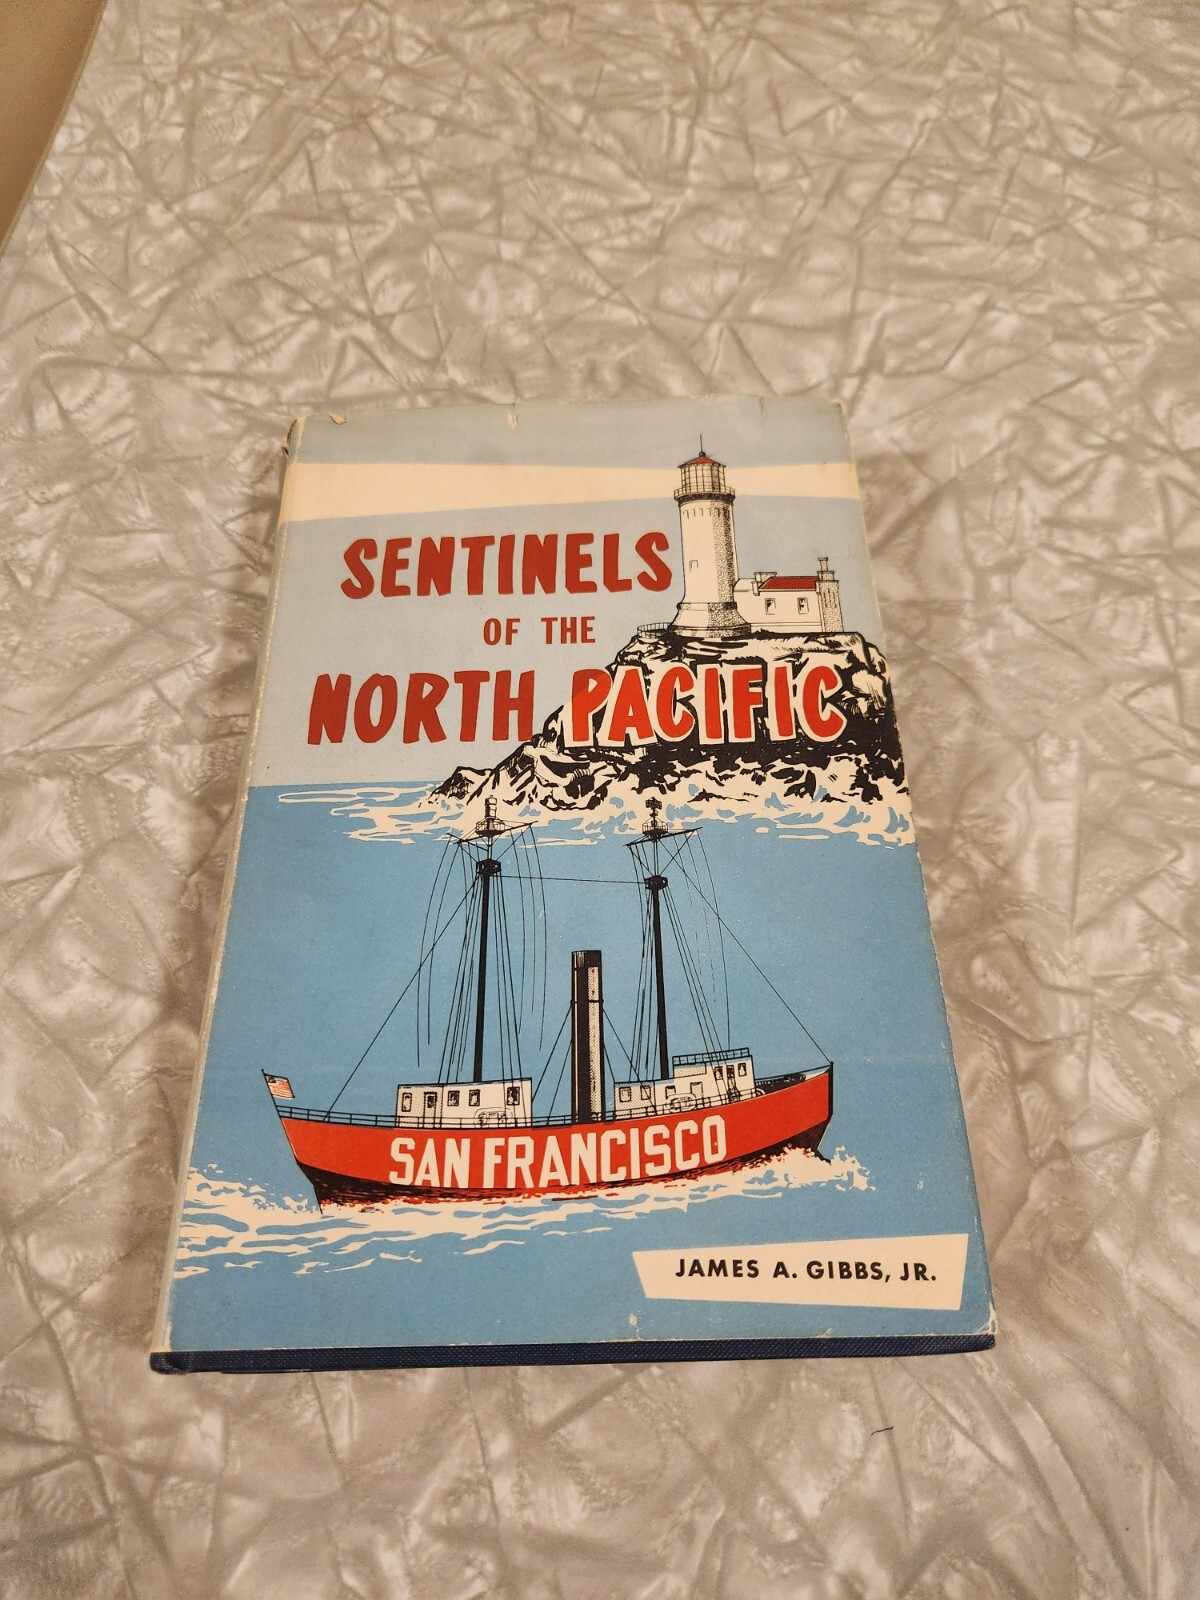 SENTINELS
OF THE
NORTH PACIFIC
SAN FRANCISCO
JAMES A. GIBBS, JR.